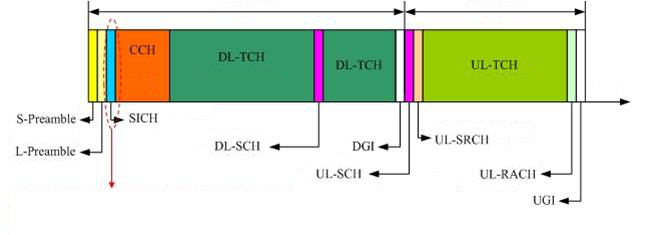 CCH
DL-TCH
DL-TCH
UL-TCH
S-Preamble
SICH
L-Preamble
DL-SCH
DGI
UL-SRCH
UL-SCH
UL-RACH
UGI